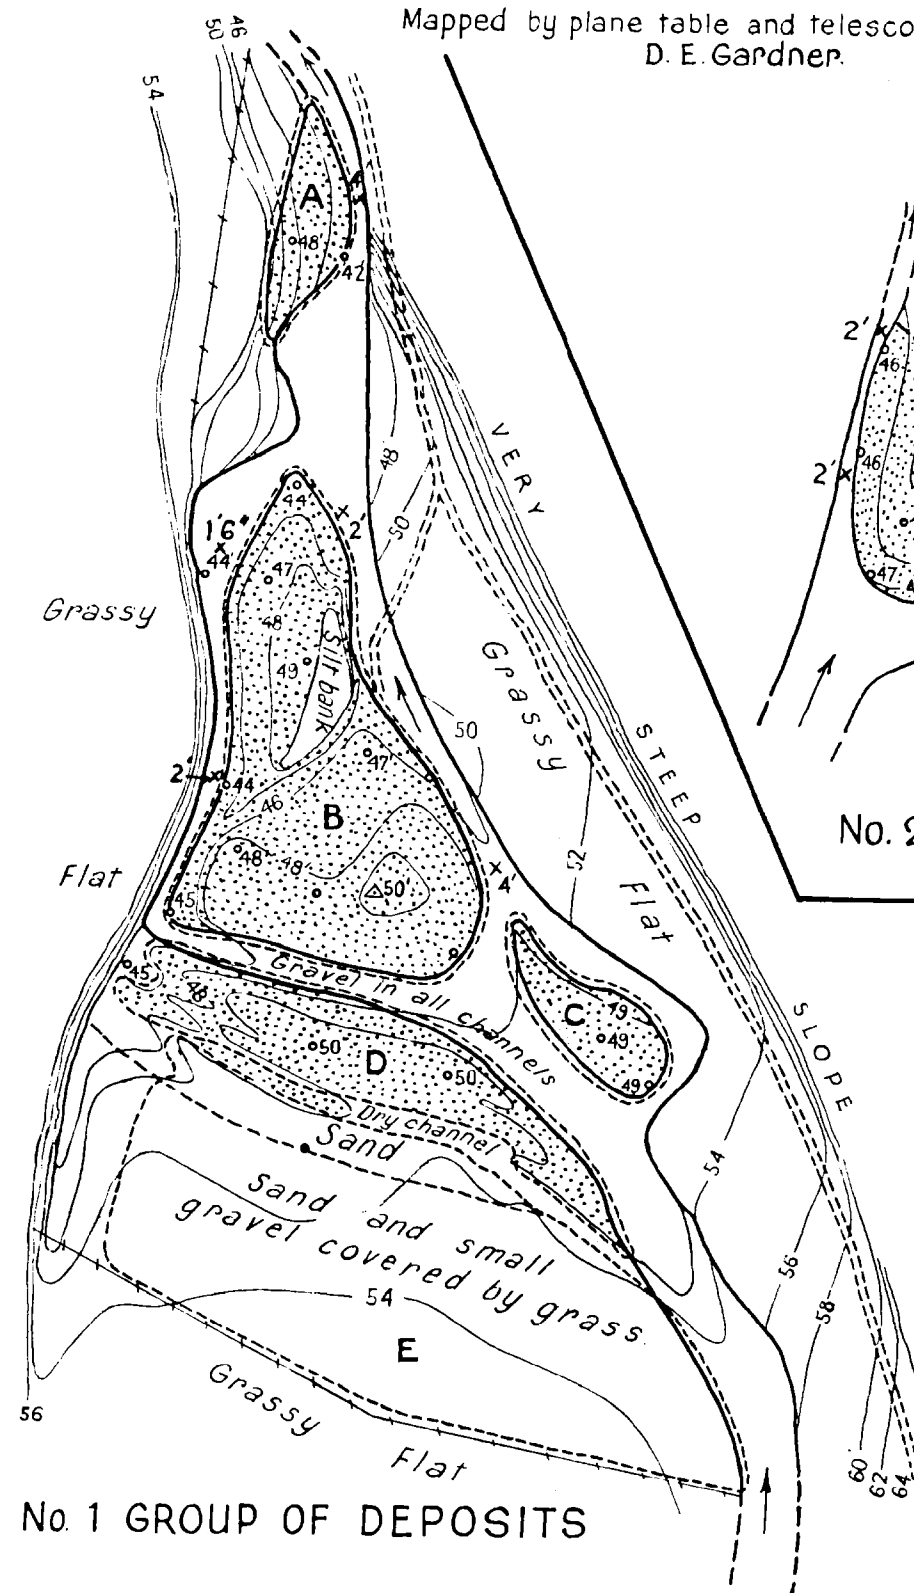 Mapped by plane table and telesco
D. E. Gardner.
46
50
54
A
48'
42'
4'
2'
46
46
2'
47
V E R Y
48
50
44
2'
1'6"
44
47
48
49
Silt bank
Grassy
Grassy
50
S T E E P
2'
44
47
46
B
48
48'
50'
4'
52
No. 2
Flat
Flat
45
45
Gravel in all channels
48
C
49
49
49
50
D
50
S L O P E
Dry channel
Sand
54
Sand and small
gravel covered by grass
54
56
58
E
56
Grassy
Flat
60
62
64
No. 1 GROUP OF DEPOSITS